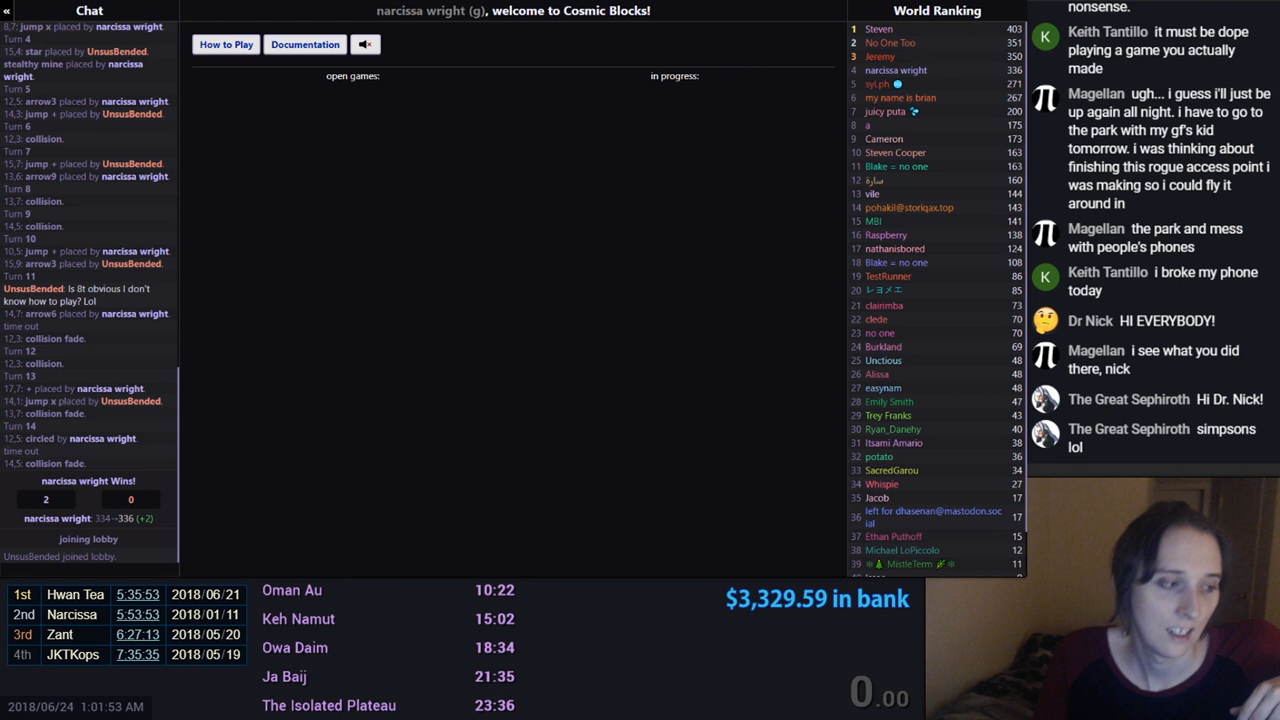 «
Chat
8,7: jump x placed by narcissa wright
Turn 4
15,4: star placed by UnsusBended.
stealthy mine placed by narcissa
wright.
Turn 5
12,5: arrow3 placed by narcissa wright.
14,3: jump + placed by UnsusBended.
Turn 6
12,3: collision.
Turn 7
15,7: jump + placed by UnsusBended.
13,6: arrow9 placed by narcissa wright.
Turn 8
13,7: collision.
Turn 9
14,5: collision.
Turn 10
10,5: jump + placed by narcissa wright.
15,9: arrow3 placed by UnsusBended.
Turn 11
UnsusBended: Is 8t obvious I don't
know how to play? Lol
14,7: arrow6 placed by narcissa wright.
time out
12,3: collision fade.
Turn 12
12,3: collision.
Turn 13
17,7: + placed by narcissa wright.
14,1: jump x placed by UnsusBended.
13,7: collision fade.
Turn 14
12,5: circled by narcissa wright.
time out
14,5: collision fade.
narcissa wright Wins!
2 0
narcissa wright: 334→336 (+2)
joining lobby
UnsusBended joined lobby.
narcissa wright (g), welcome to Cosmic Blocks!
How to Play Documentation
open games: in progress:
World Ranking
1 Steven 403
2 No One Too 351
3 Jeremy 350
4 narcissa wright 336
5 syl.ph 271
6 my name is brian 267
7 juicy puta 200
8 a 175
9 Cameron 173
10 Steven Cooper 163
11 Blake = no one 163
12 سارة 160
13 vile 144
14 pohakil@storiqax.top 143
15 MBI 141
16 Raspberry 138
17 nathanisbored 124
18 Blake = no one 108
19 TestRunner 86
20 レヨメエ 85
21 clairimba 73
22 clede 70
23 no one 70
24 Burkland 69
25 Unctious 48
26 Alissa 48
27 easynam 48
28 Emily Smith 47
29 Trey Franks 43
30 Ryan_Danehy 40
31 Itsami Amario 38
32 potato 36
33 SacredGarou 34
34 Whispie 27
35 Jacob 17
36 left for dhasenan@mastodon.soc
ial 17
37 Ethan Puthoff 15
38 Michael LoPiccolo 12
39 MistleTerm 11
nonsense.
K Keith Tantillo it must be dope
playing a game you actually
made
Magellan ugh... i guess i'll just be
up again all night. i have to go to
the park with my gf's kid
tomorrow. i was thinking about
finishing this rogue access point i
was making so i could fly it
around in
Magellan the park and mess
with people's phones
K Keith Tantillo i broke my phone
today
Dr Nick HI EVERYBODY!
Magellan i see what you did
there, nick
The Great Sephiroth Hi Dr. Nick!
The Great Sephiroth simpsons
lol
1st Hwan Tea 5:35:53 2018/06/21
2nd Narcissa 5:53:53 2018/01/11
3rd Zant 6:27:13 2018/05/20
4th JKTKops 7:35:35 2018/05/19
2018/06/24 1:01:53 AM
Oman Au 10:22
Keh Namut 15:02
Owa Daim 18:34
Ja Baij 21:35
The Isolated Plateau 23:36
$3,329.59 in bank
0.00